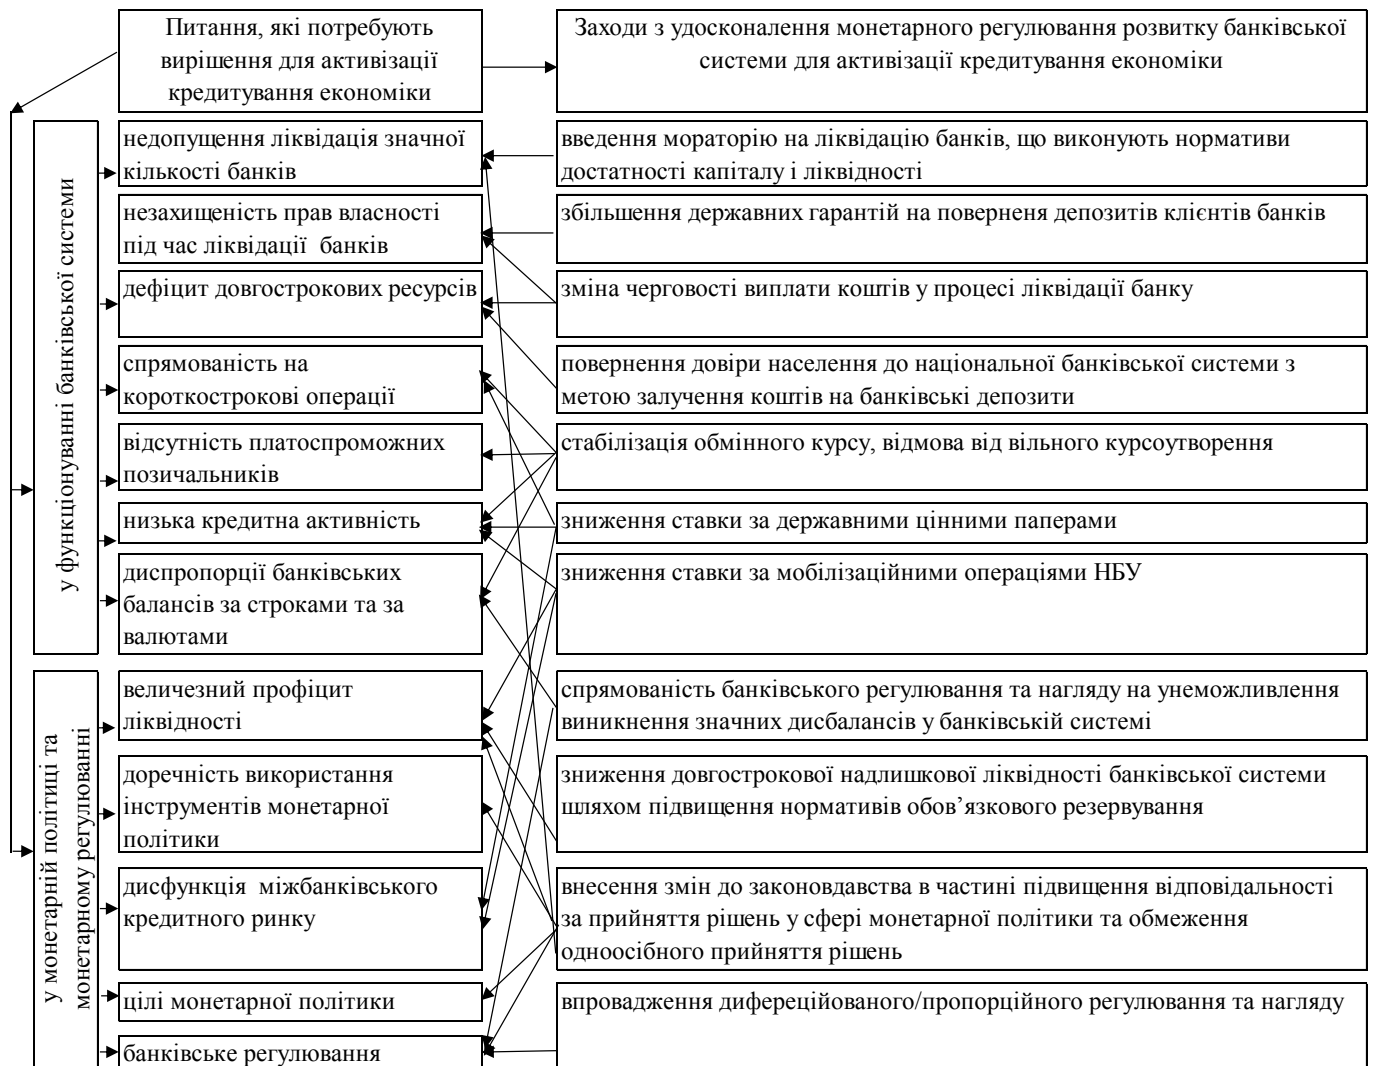 Питання, які потребують
вирішення для активізації
кредитування економіки
Заходи з удосконалення монетарного регулювання розвитку банківської
системи для активізації кредитування економіки
у функціонуванні банківської системи
недопущення ліквідація значної
кількості банків
введення мораторію на ліквідацію банків, що виконують нормативи
достатності капіталу і ліквідності
незахищеність прав власності
під час ліквідації банків
збільшення державних гарантій на поверненя депозитів клієнтів банків
дефіцит довгострокових ресурсів
зміна черговості виплати коштів у процесі ліквідації банку
спрямованість на
короткострокові операції
повернення довіри населення до національної банківської системи з
метою залучення коштів на банківські депозити
відсутність платоспроможних
позичальників
стабілізація обмінного курсу, відмова від вільного курсоутворення
низька кредитна активність
зниження ставки за державними цінними паперами
диспропорції банківських
балансів за строками та за
валютами
зниження ставки за мобілізаційними операціями НБУ
у монетарній політиці та
монетарному регулюванні
величезний профіцит
ліквідності
спрямованість банківського регулювання та нагляду на унеможливлення
виникнення значних дисбалансів у банківській системі
доречність використання
інструментів монетарної
політики
зниження довгострокової надлишкової ліквідності банківської системи
шляхом підвищення нормативів обов’язкового резервування
дисфункція міжбанківського
кредитного ринку
внесення змін до законовдавства в частині підвищення відповідальності
за прийняття рішень у сфері монетарної політики та обмеження
одноосібного прийняття рішень
цілі монетарної політики
впровадження дифереційованого/пропорційного регулювання та нагляду
банківське регулювання